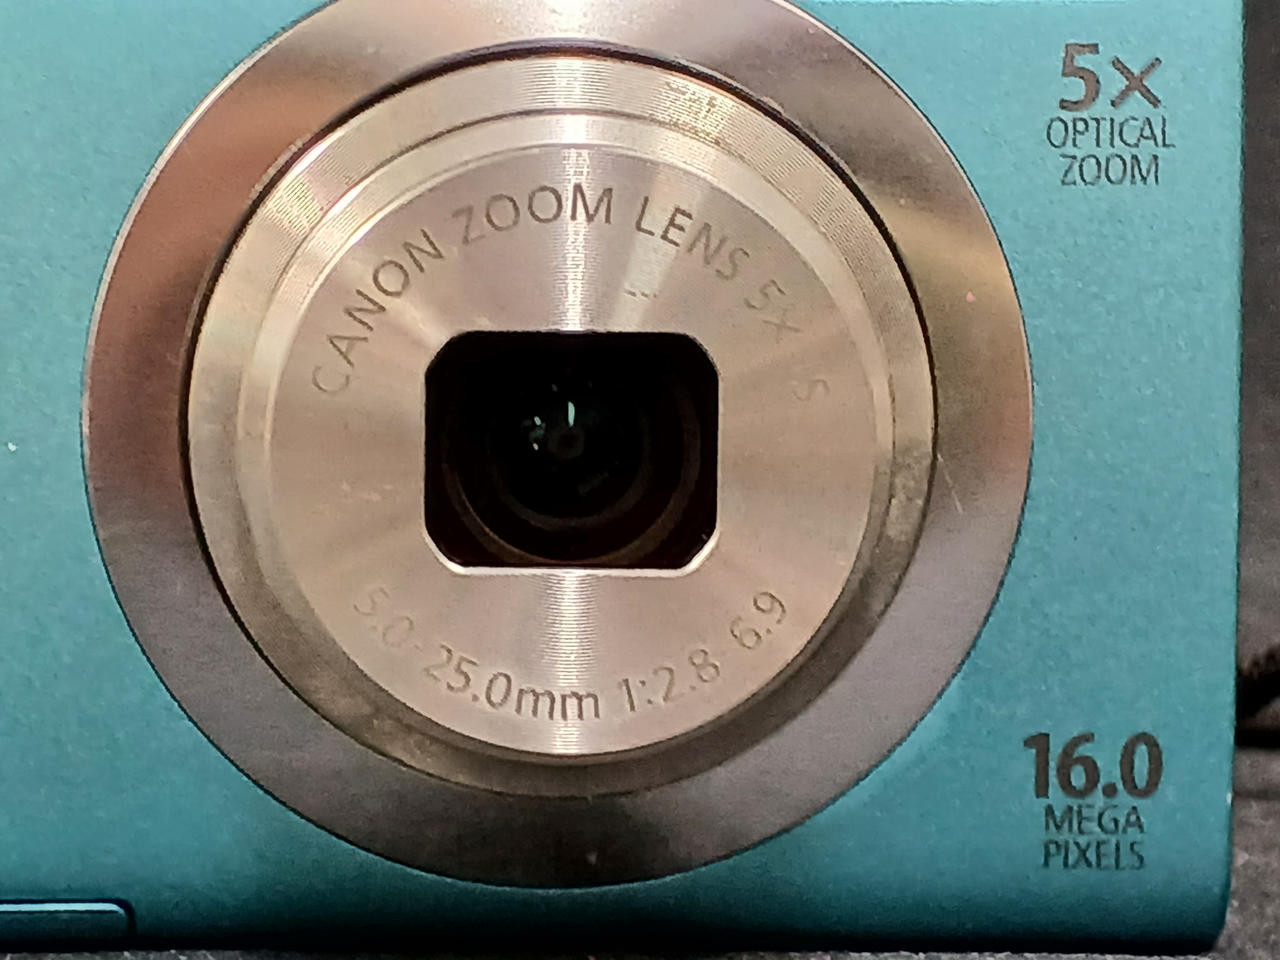 5x
OPTICAL
ZOOM
CANON ZOOM LENS 5X IS
5.0-25.0mm 1:2.8-6.9
16.0
MEGA
PIXELS